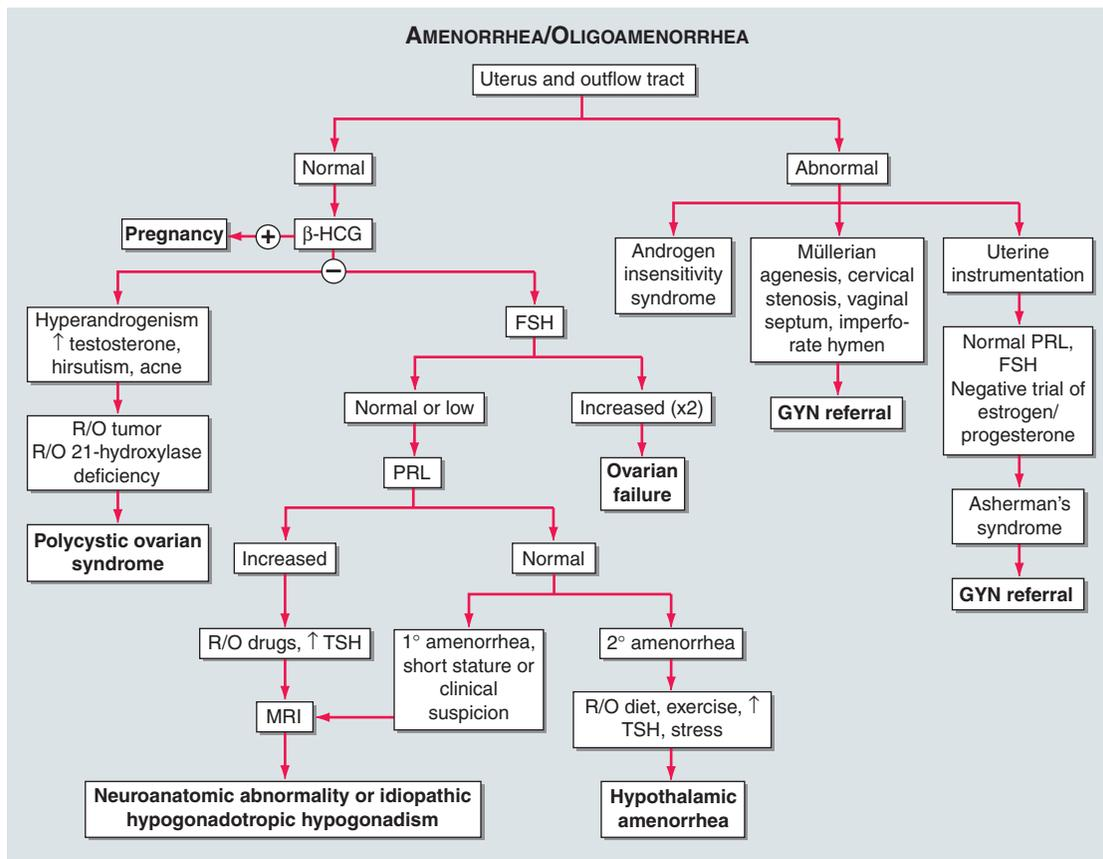 AMENORRHEA/OLIGOAMENORRHEA
Uterus and outflow tract
Normal
Abnormal
Pregnancy
+
β-HCG
−
Androgen
insensitivity
syndrome
Müllerian
agenesis, cervical
stenosis, vaginal
septum, imperfo-
rate hymen
Uterine
instrumentation
Hyperandrogenism
↑ testosterone,
hirsutism, acne
FSH
Normal PRL,
FSH
Negative trial of
estrogen/
progesterone
Normal or low
Increased (x2)
GYN referral
R/O tumor
R/O 21-hydroxylase
deficiency
PRL
Ovarian
failure
Asherman's
syndrome
Polycystic ovarian
syndrome
Increased
Normal
GYN referral
R/O drugs, ↑ TSH
1° amenorrhea,
short stature or
clinical
suspicion
2° amenorrhea
MRI
R/O diet, exercise, ↑
TSH, stress
Neuroanatomic abnormality or idiopathic
hypogonadotropic hypogonadism
Hypothalamic
amenorrhea